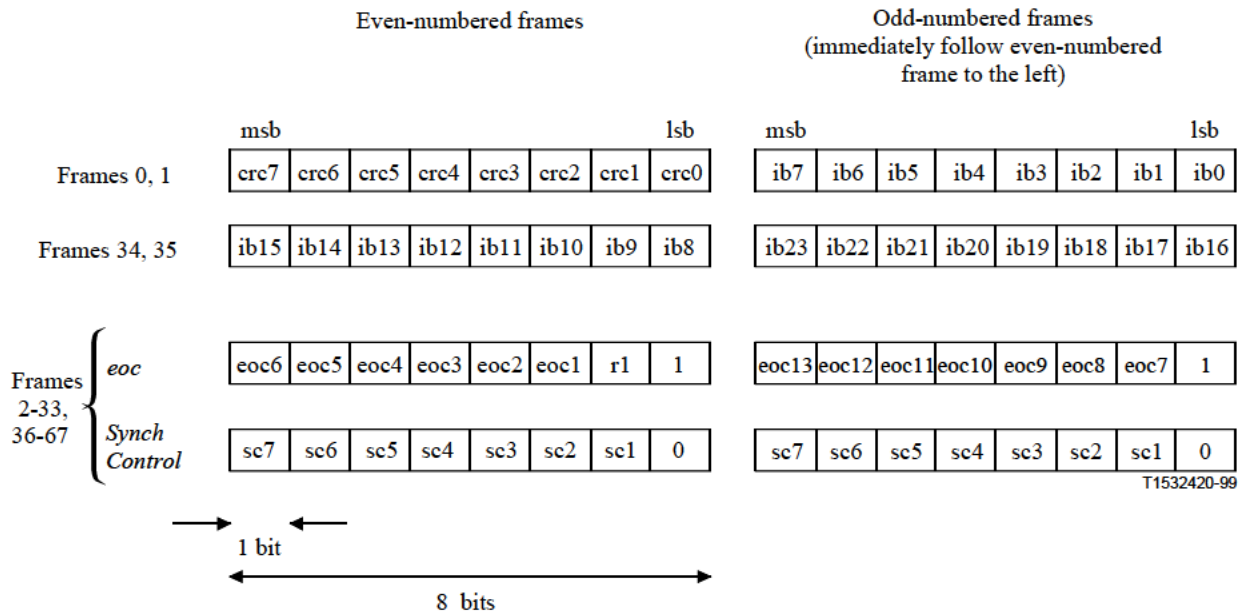 Even-numbered frames
Odd-numbered frames
(immediately follow even-numbered
frame to the left)
msb lsb msb lsb
Frames 0, 1 crc7 crc6 crc5 crc4 crc3 crc2 crc1 crc0 ib7 ib6 ib5 ib4 ib3 ib2 ib1 ib0
Frames 34, 35 ib15 ib14 ib13 ib12 ib11 ib10 ib9 ib8 ib23 ib22 ib21 ib20 ib19 ib18 ib17 ib16
Frames
2-33,
36-67
eoc eoc6 eoc5 eoc4 eoc3 eoc2 eoc1 r1 1 eoc13 eoc12 eoc11 eoc10 eoc9 eoc8 eoc7 1
Synch
Control
sc7 sc6 sc5 sc4 sc3 sc2 sc1 0 sc7 sc6 sc5 sc4 sc3 sc2 sc1 0
T1532420-99
1 bit
8 bits